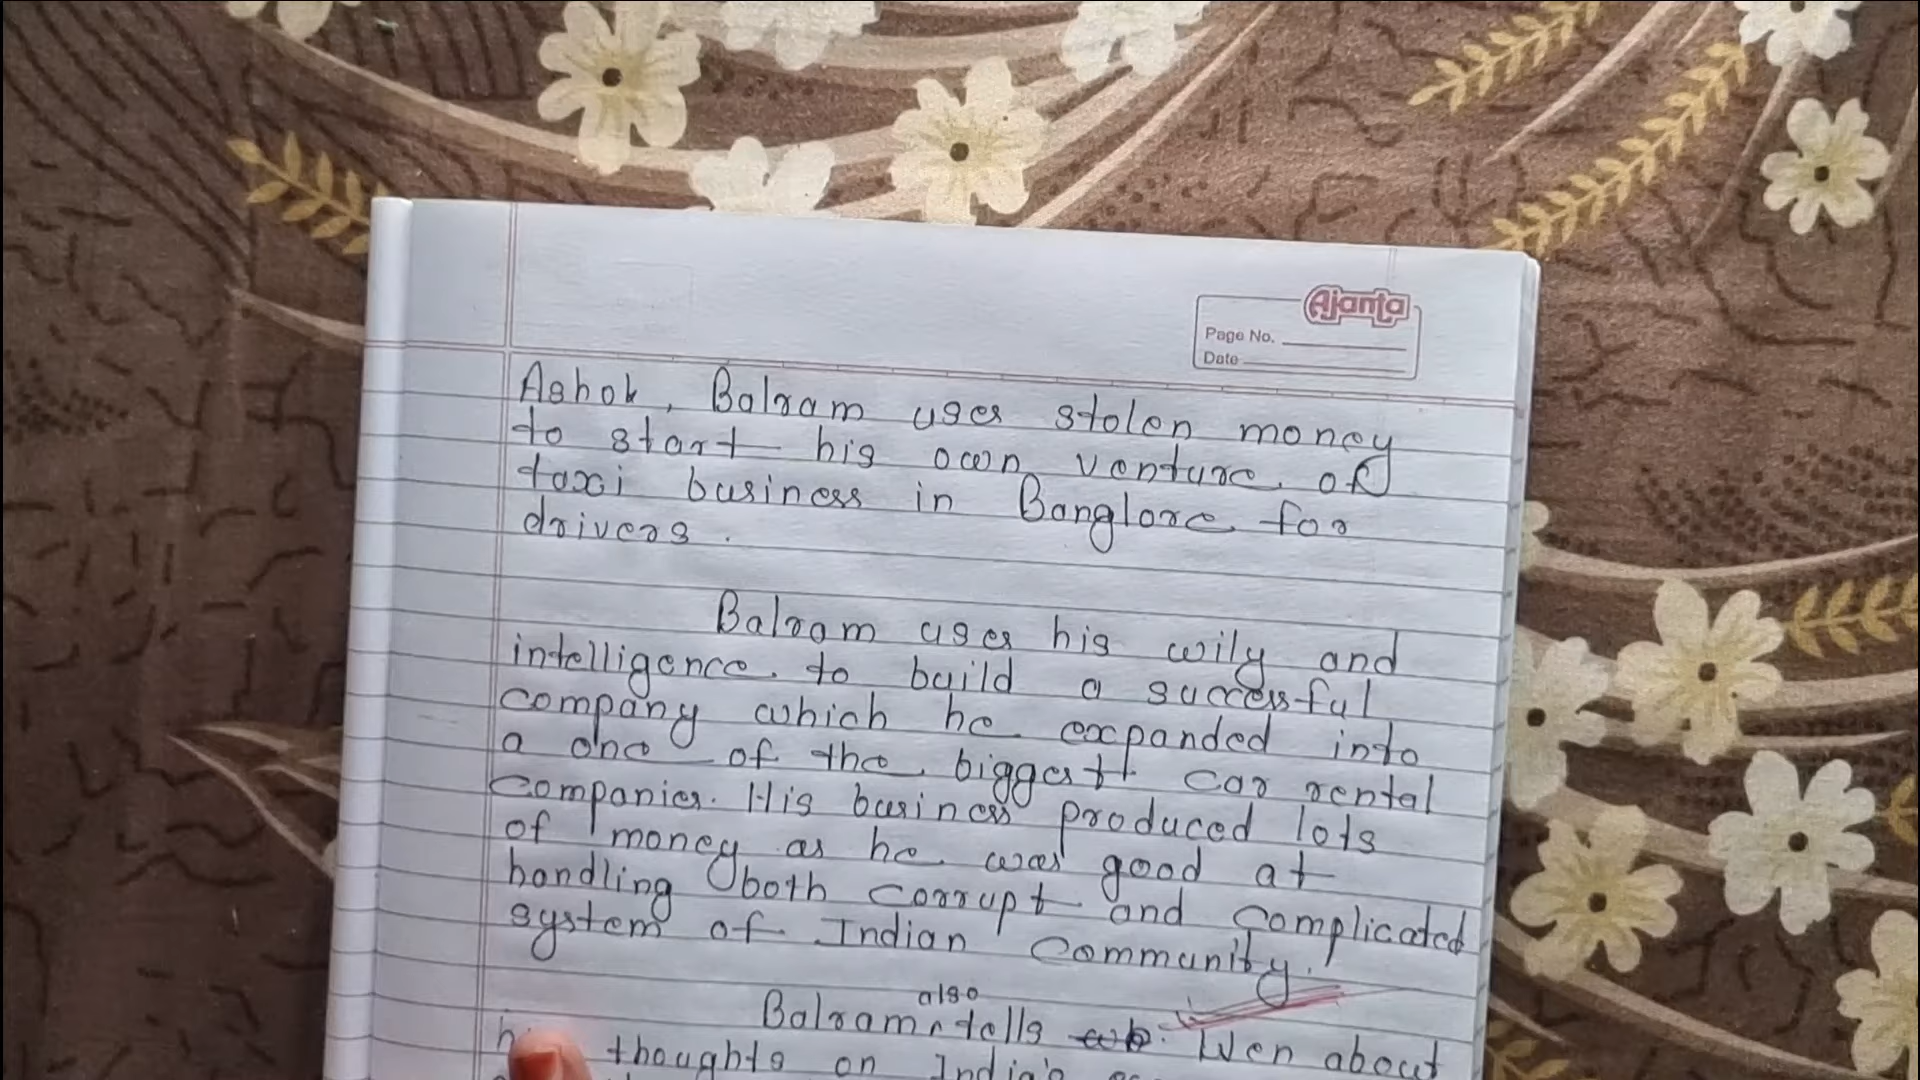 Ajanta
Page No.
Date
Ashok, Balram uses stolen money
to start his own venture of
taxi business in Banglore for
drivers.
Balram uses his wily and
intelligence to build a successful
company which he expanded into
a one of the biggest car rental
companies. His business produced lots
of money as he was good at
handling both corrupt and complicated
system of Indian Community.
also
Balram tells Wen about
thoughts on India's